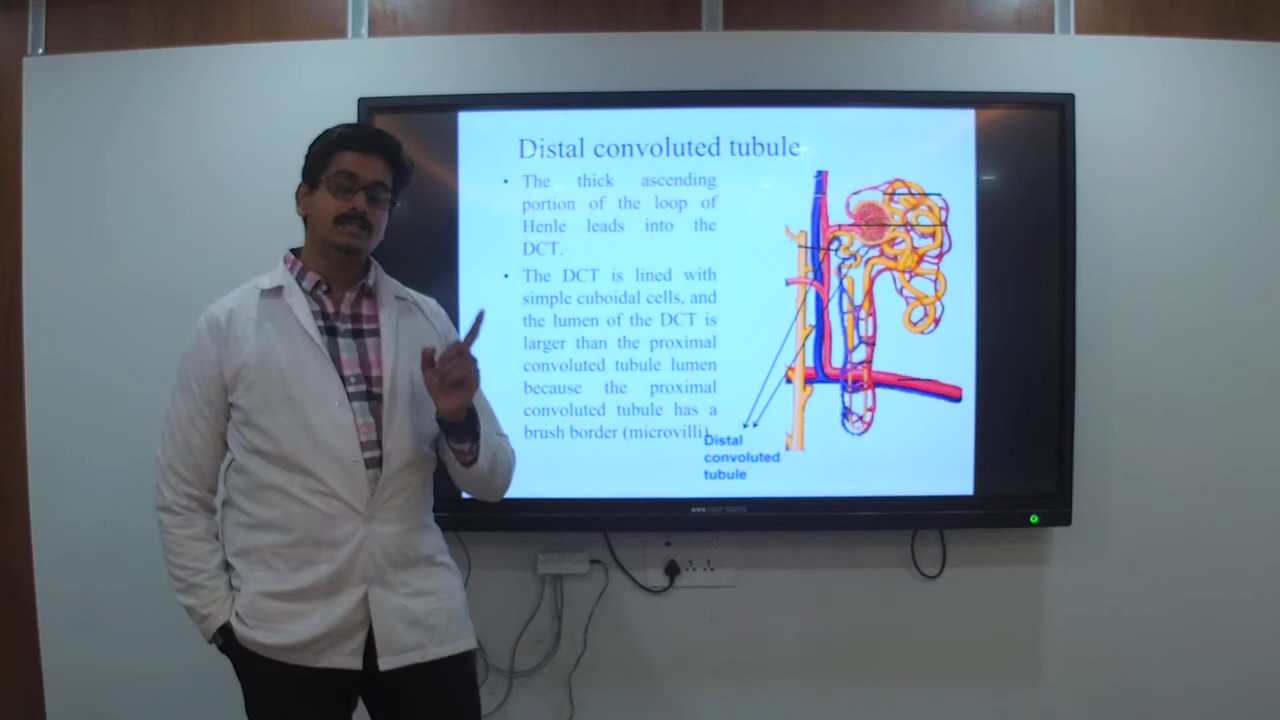 Distal convoluted tubule
• The thick ascending
portion of the loop of
Henle leads into the
DCT.
• The DCT is lined with
simple cuboidal cells, and
the lumen of the DCT is
larger than the proximal
convoluted tubule lumen
because the proximal
convoluted tubule has a
brush border (microvilli).
Distal
convoluted
tubule